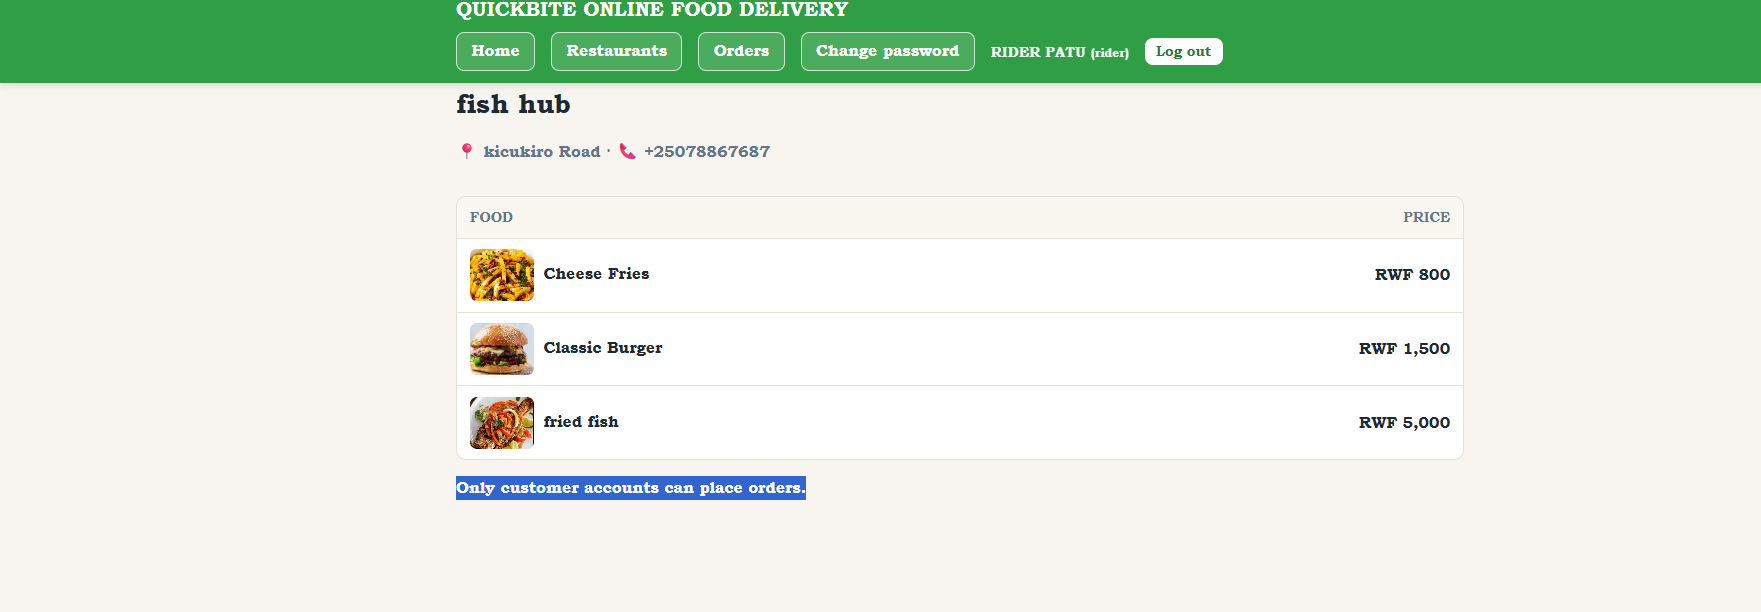 QUICKBITE ONLINE FOOD DELIVERY
Home Restaurants Orders Change password RIDER PATU (rider) Log out
fish hub
kicukiro Road · +25078867687
FOOD PRICE
Cheese Fries RWF 800
Classic Burger RWF 1,500
fried fish RWF 5,000
Only customer accounts can place orders.